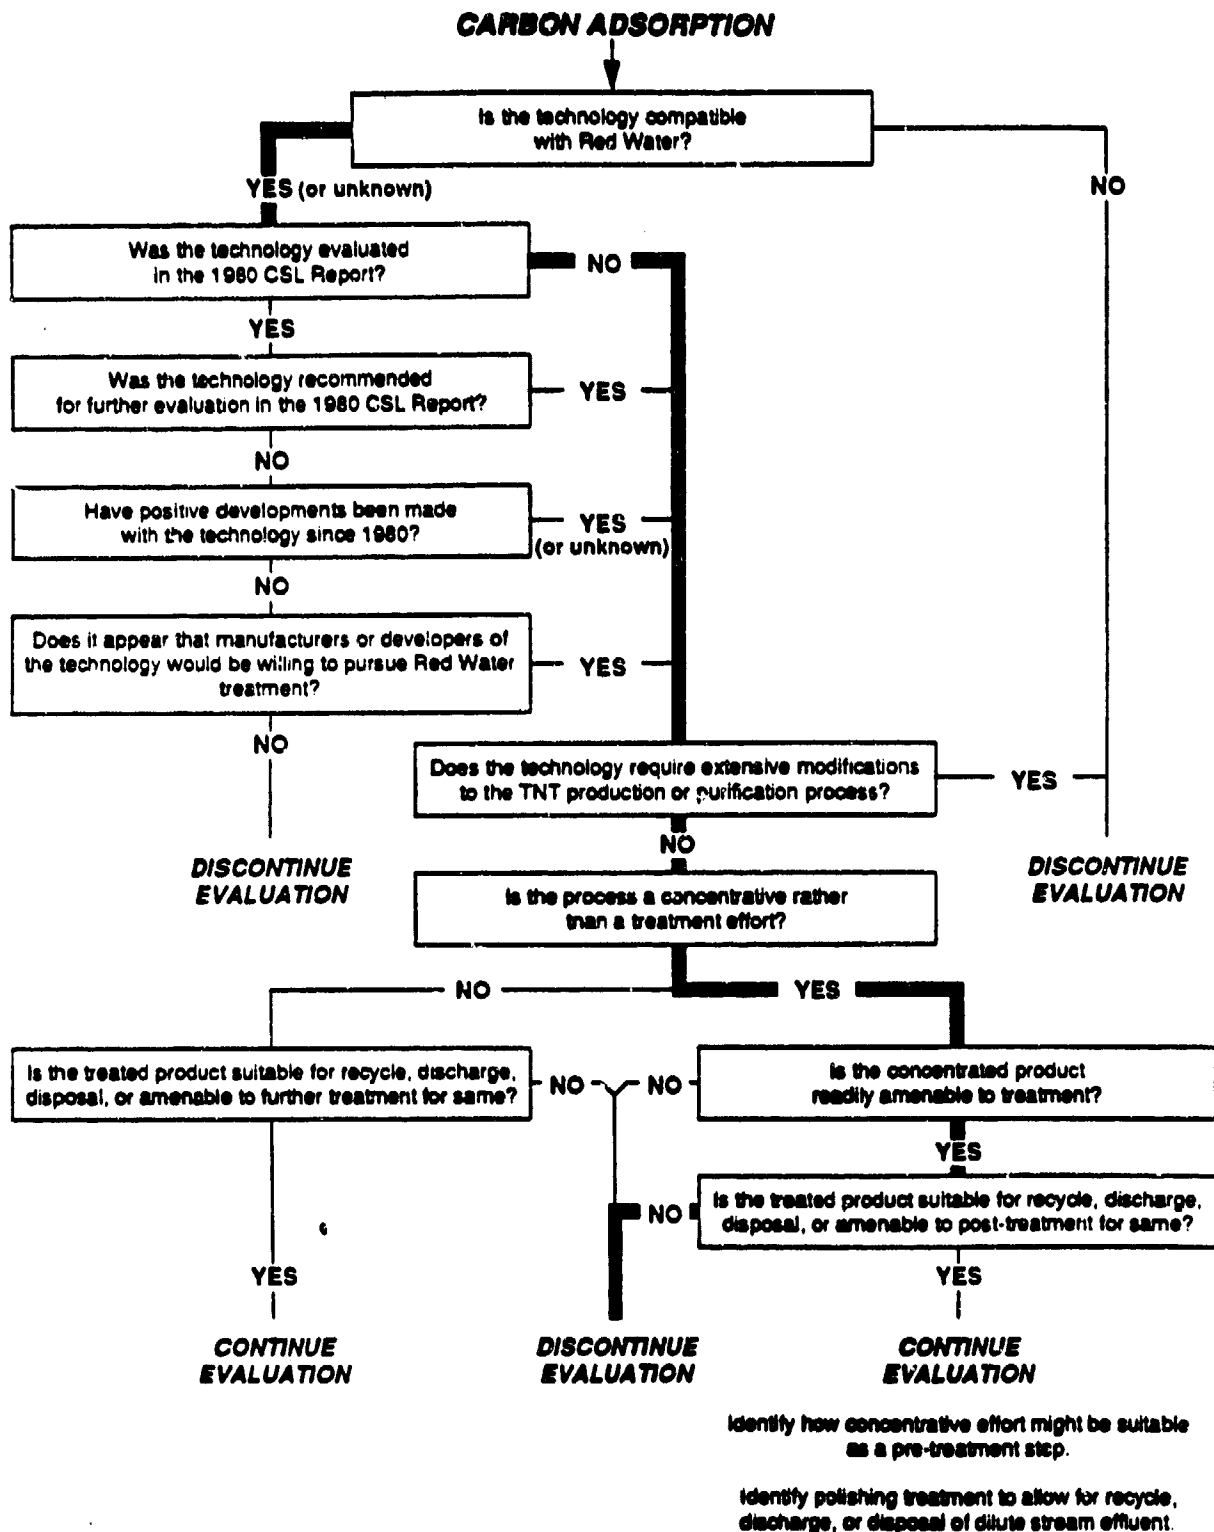 CARBON ADSORPTION
Is the technology compatible
with Red Water?
YES (or unknown)
NO
Was the technology evaluated
in the 1980 CSL Report?
NO
YES
Was the technology recommended
for further evaluation in the 1980 CSL Report?
YES
NO
Have positive developments been made
with the technology since 1980?
YES
(or unknown)
NO
Does it appear that manufacturers or developers of
the technology would be willing to pursue Red Water
treatment?
YES
NO
Does the technology require extensive modifications
to the TNT production or purification process?
YES
NO
DISCONTINUE
EVALUATION
DISCONTINUE
EVALUATION
Is the process a concentrative rather
than a treatment effort?
NO
YES
Is the treated product suitable for recycle, discharge,
disposal, or amenable to further treatment for same?
NO
NO
Is the concentrated product
readily amenable to treatment?
YES
NO
Is the treated product suitable for recycle, discharge,
disposal, or amenable to post-treatment for same?
YES
YES
CONTINUE
EVALUATION
DISCONTINUE
EVALUATION
CONTINUE
EVALUATION
Identify how concentrative effort might be suitable
as a pre-treatment step.
Identify polishing treatment to allow for recycle,
discharge, or disposal of dilute stream effluent.